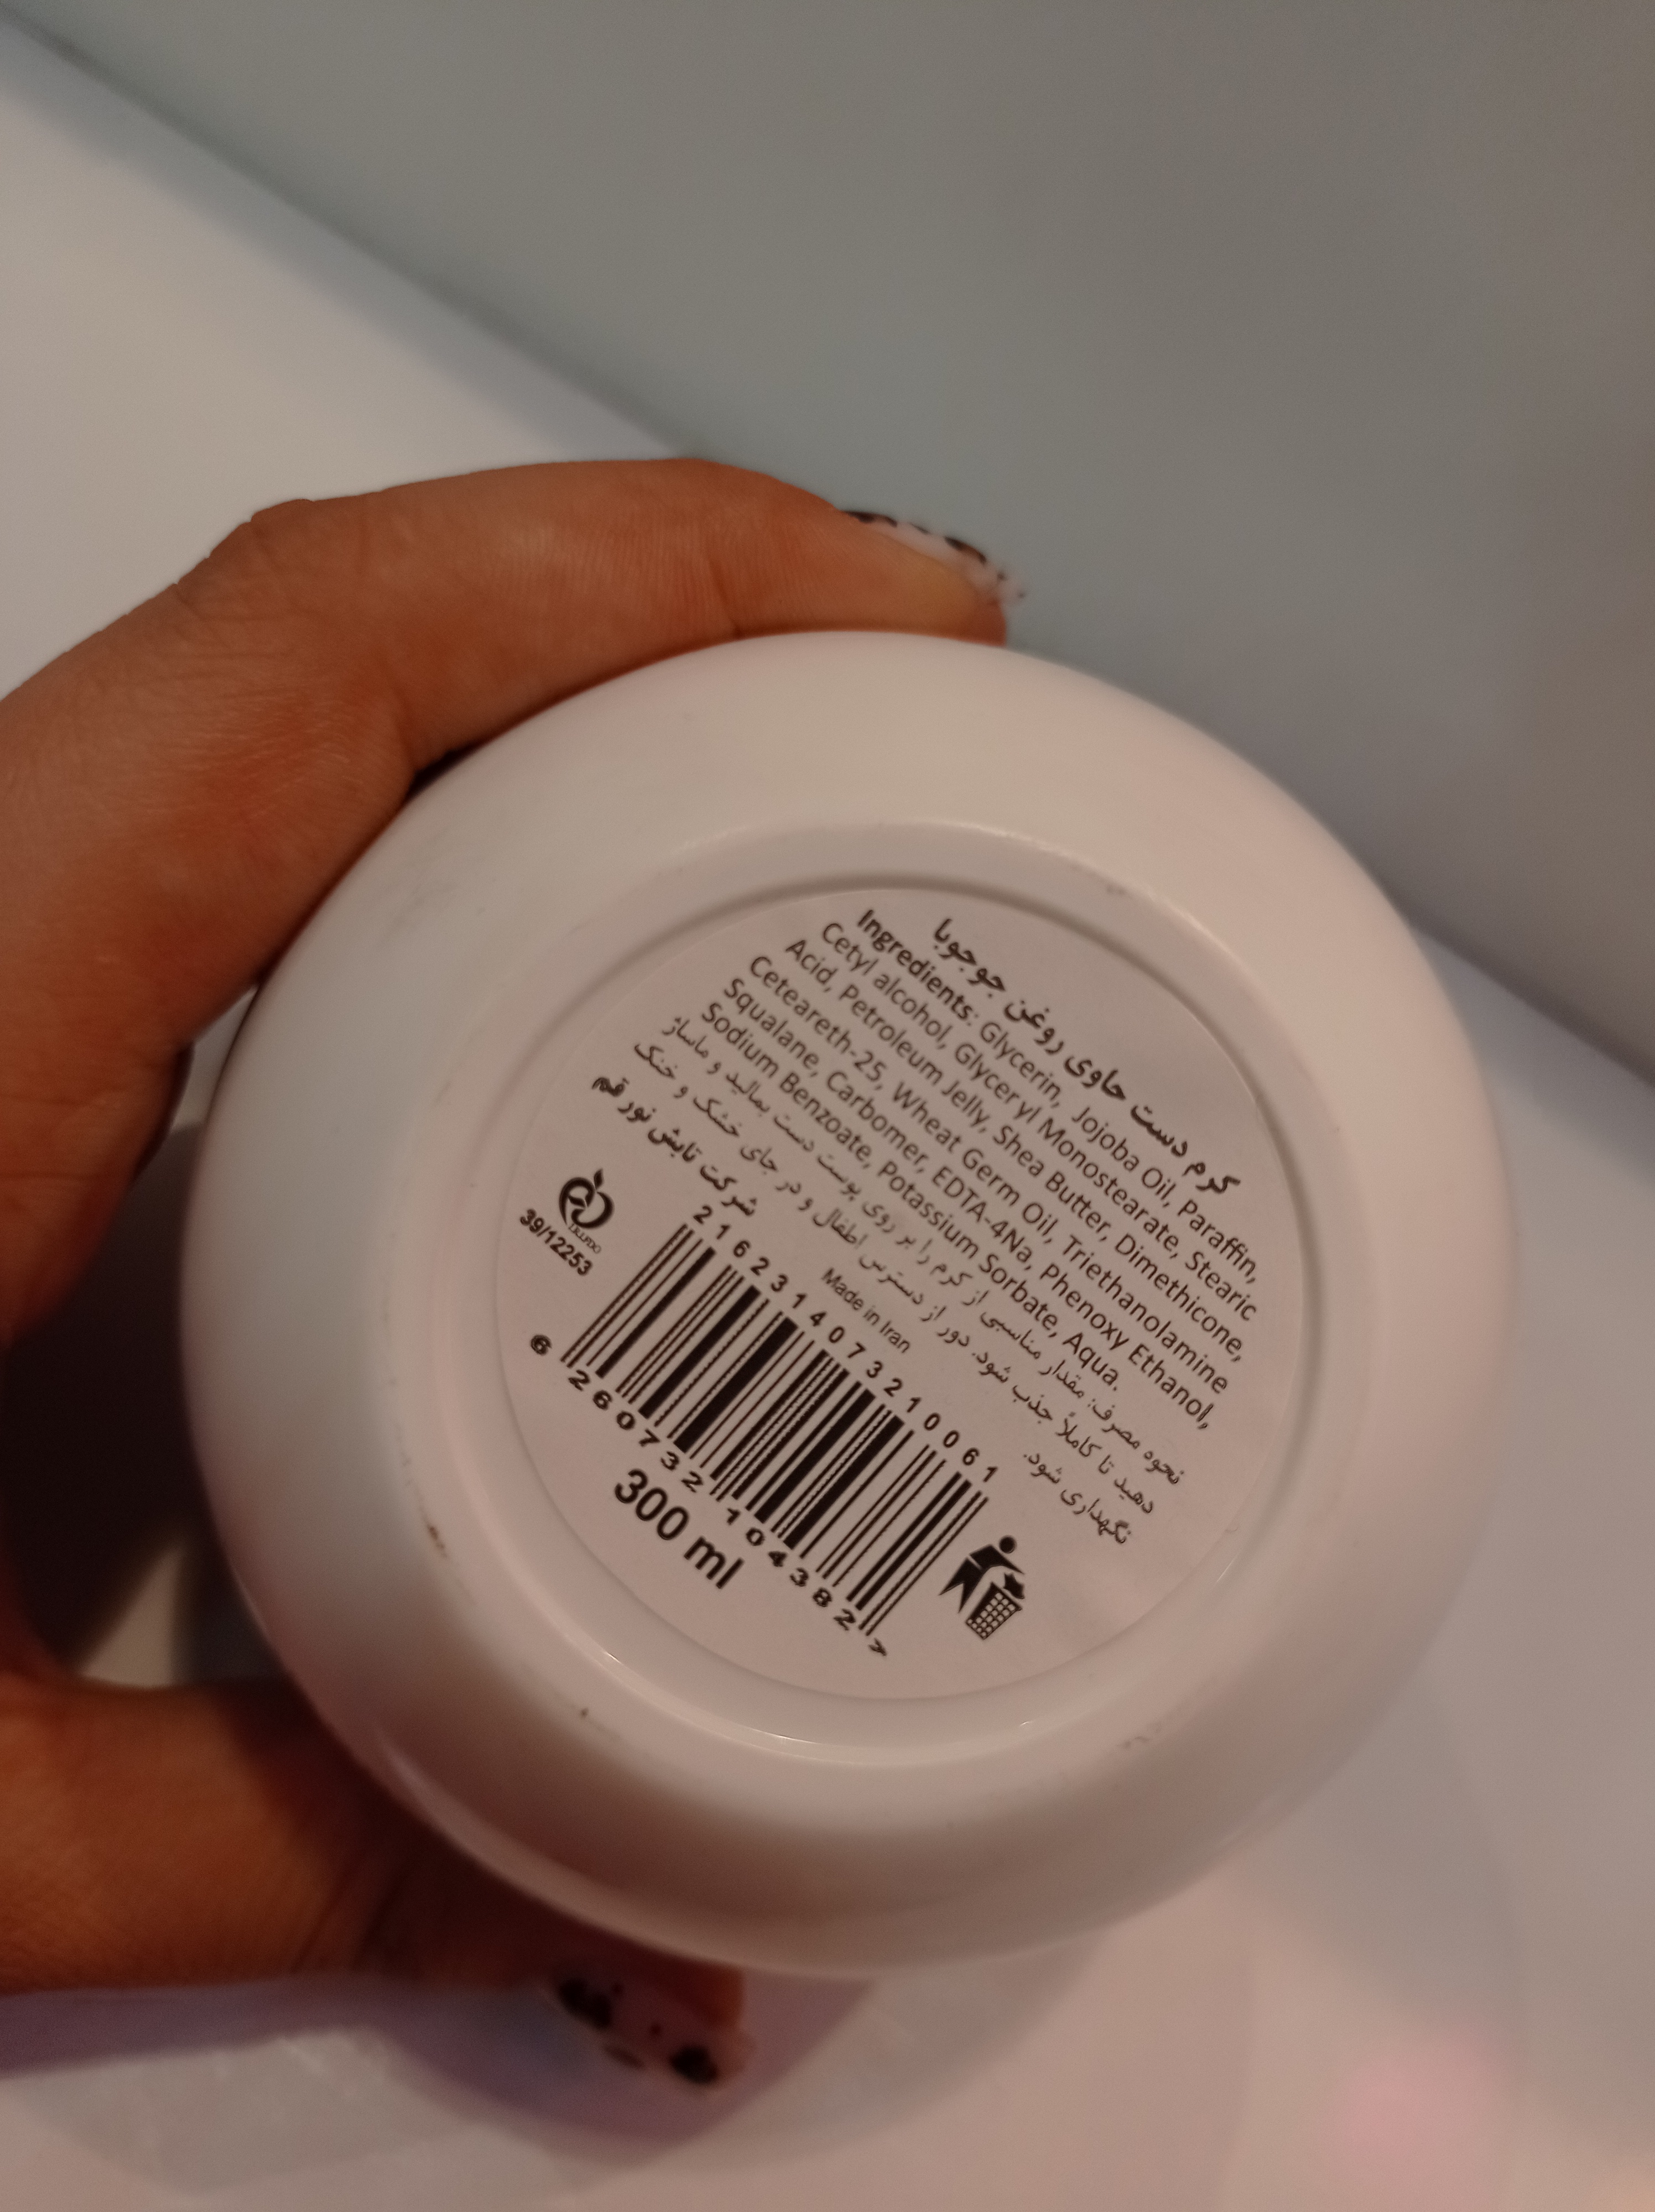 کرم دست حاوی روغن جوجوبا
Ingredients: Glycerin, Jojoba Oil, Paraffin,
Cetyl alcohol, Glyceryl Monostearate, Stearic
Acid, Petroleum Jelly, Shea Butter, Dimethicone,
Ceteareth-25, Wheat Germ Oil, Triethanolamine
Squalane, Carbomer, EDTA-4Na, Phenoxy Ethanol,
Sodium Benzoate, Potassium Sorbate, Aqua.
نحوه مصرف: مقدار مناسبی از کرم را بر روی پوست دست بمالید و ماساژ
دهید تا کاملاً جذب شود. دور از دسترس اطفال و در جای خشک و خنک
نگهداری شود.
شرکت تابش نور قم
Made in Iran
39/12253
2162314073210061
6 260732 104382 7
300 ml